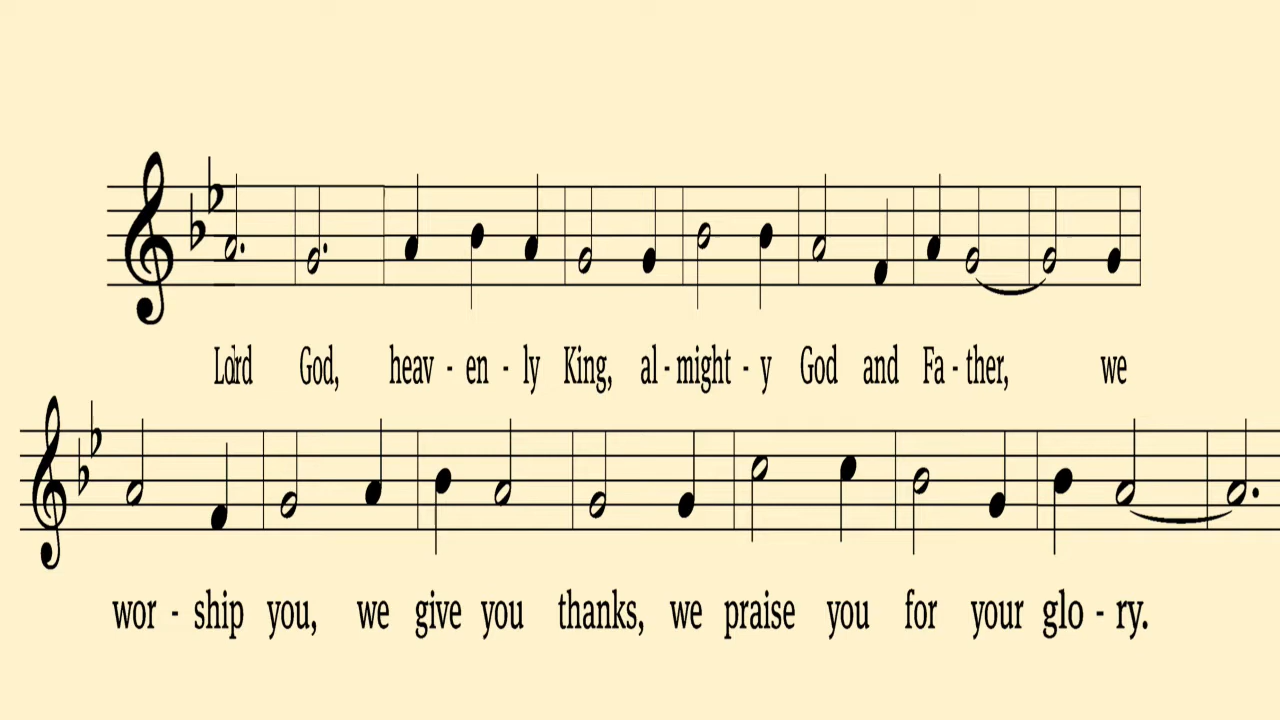 Lord God, heav - en - ly King, al - might - y God and Fa - ther, we
wor - ship you, we give you thanks, we praise you for your glo - ry.